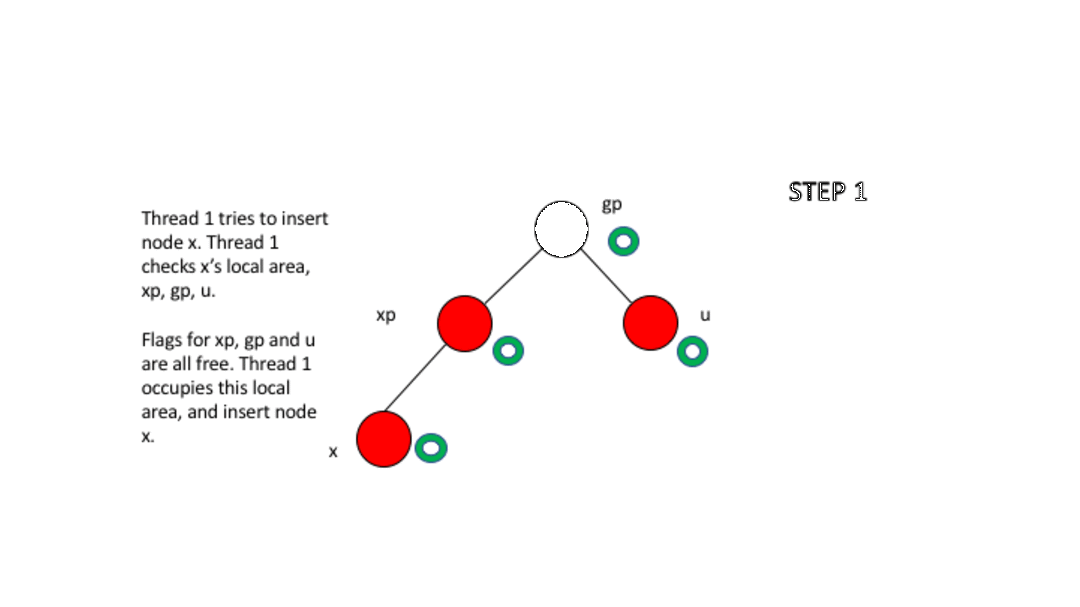 STEP 1
gp
Thread 1 tries to insert
node x. Thread 1
checks x's local area,
xp, gp, u.
xp
u
Flags for xp, gp and u
are all free. Thread 1
occupies this local
area, and insert node
x.
x